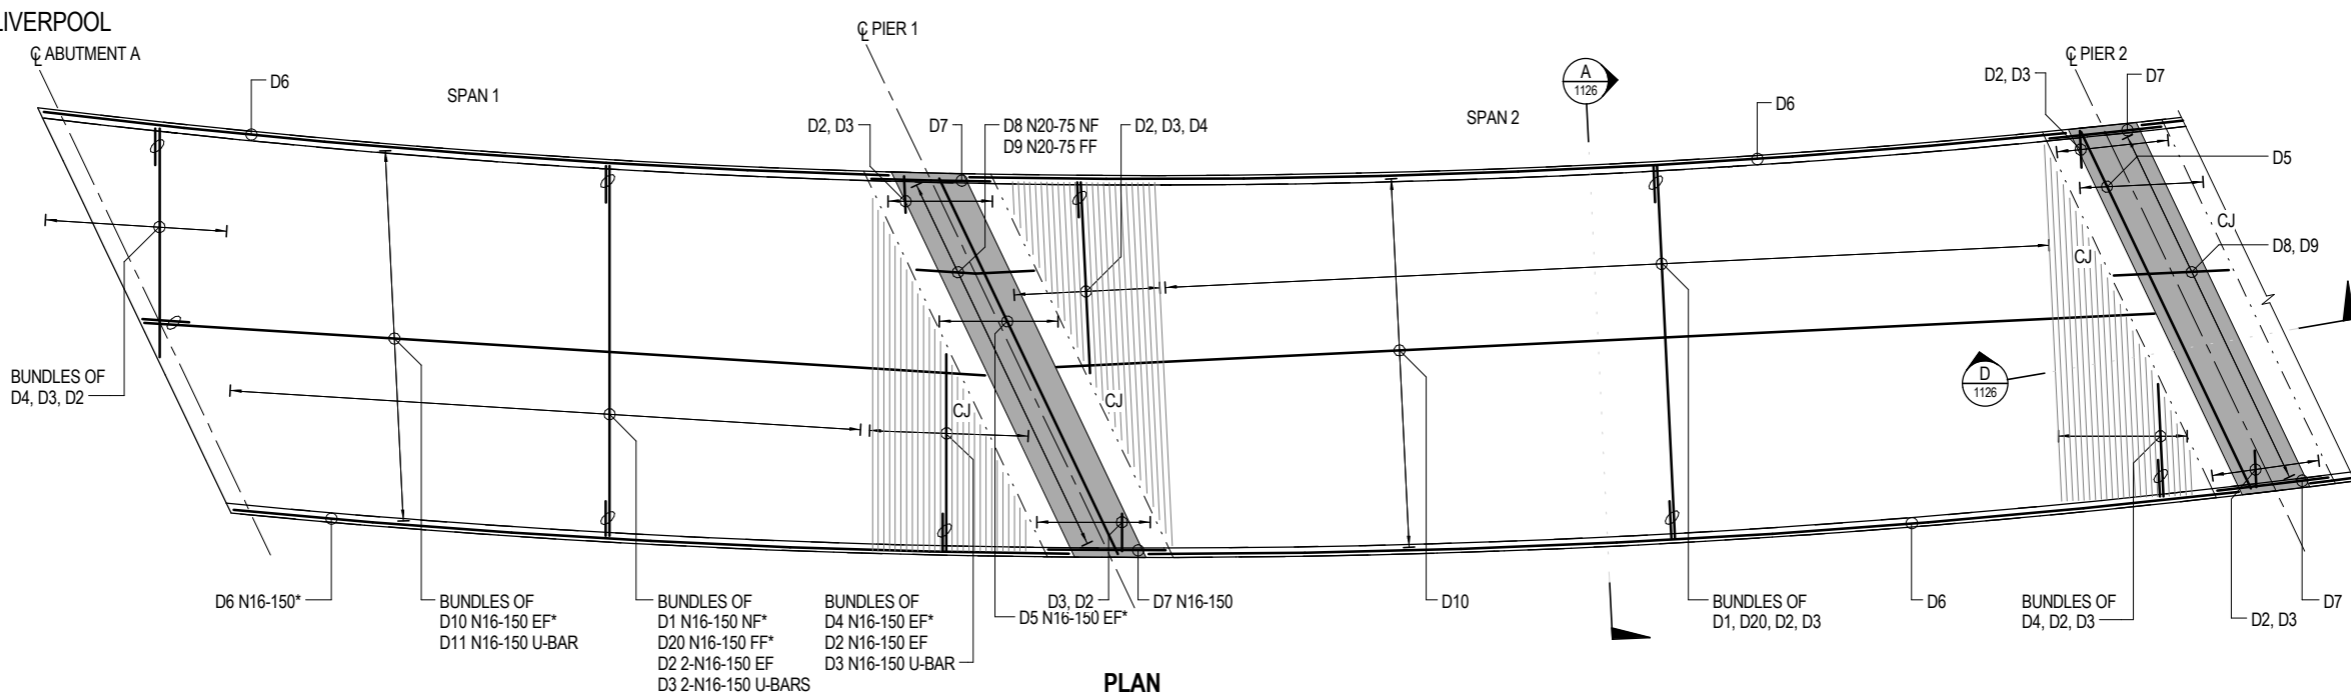 LIVERPOOL
℄ ABUTMENT A
D6
SPAN 1
℄ PIER 1
D2, D3
D7
D8 N20-75 NF
D9 N20-75 FF
D2, D3, D4
SPAN 2
A
1126
D6
℄ PIER 2
D2, D3
D7
D5
CJ
CJ
D8, D9
BUNDLES OF
D4, D3, D2
CJ
CJ
D
1126
D6 N16-150*
BUNDLES OF
D10 N16-150 EF*
D11 N16-150 U-BAR
BUNDLES OF
D1 N16-150 NF*
D20 N16-150 FF*
D2 2-N16-150 EF
D3 2-N16-150 U-BARS
BUNDLES OF
D4 N16-150 EF*
D2 N16-150 EF
D3 N16-150 U-BAR
D5 N16-150 EF*
D3, D2
D7 N16-150
D10
BUNDLES OF
D1, D20, D2, D3
D6
BUNDLES OF
D4, D2, D3
D2, D3
D7
PLAN